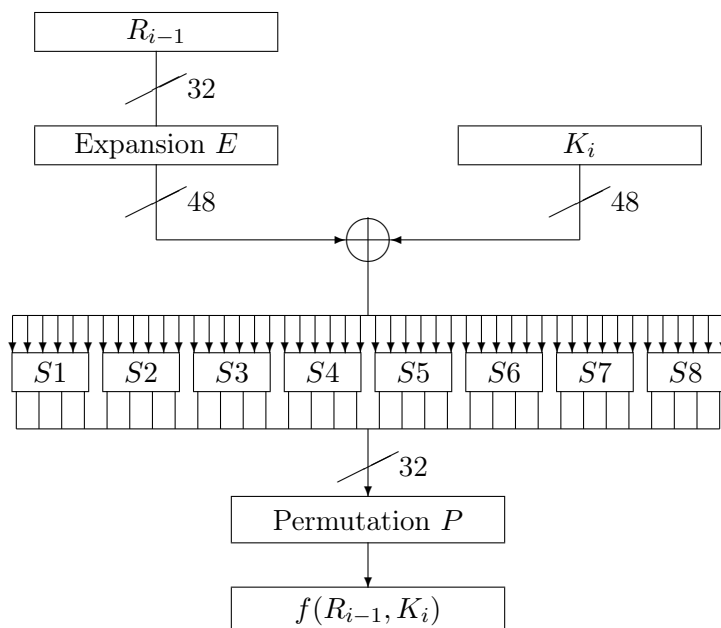 R_{i−1}
32
Expansion E
K_i
48
48
S1 S2 S3 S4 S5 S6 S7 S8
32
Permutation P
f(R_{i−1}, K_i)